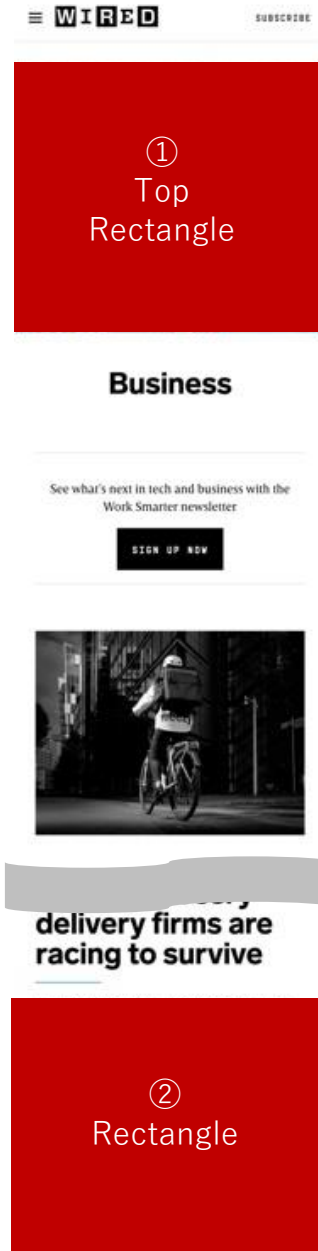 WIRED
SUBSCRIBE
①
Top
Rectangle
Business
See what's next in tech and business with the
Work Smarter newsletter
SIGN UP NOW
delivery firms are
racing to survive
②
Rectangle